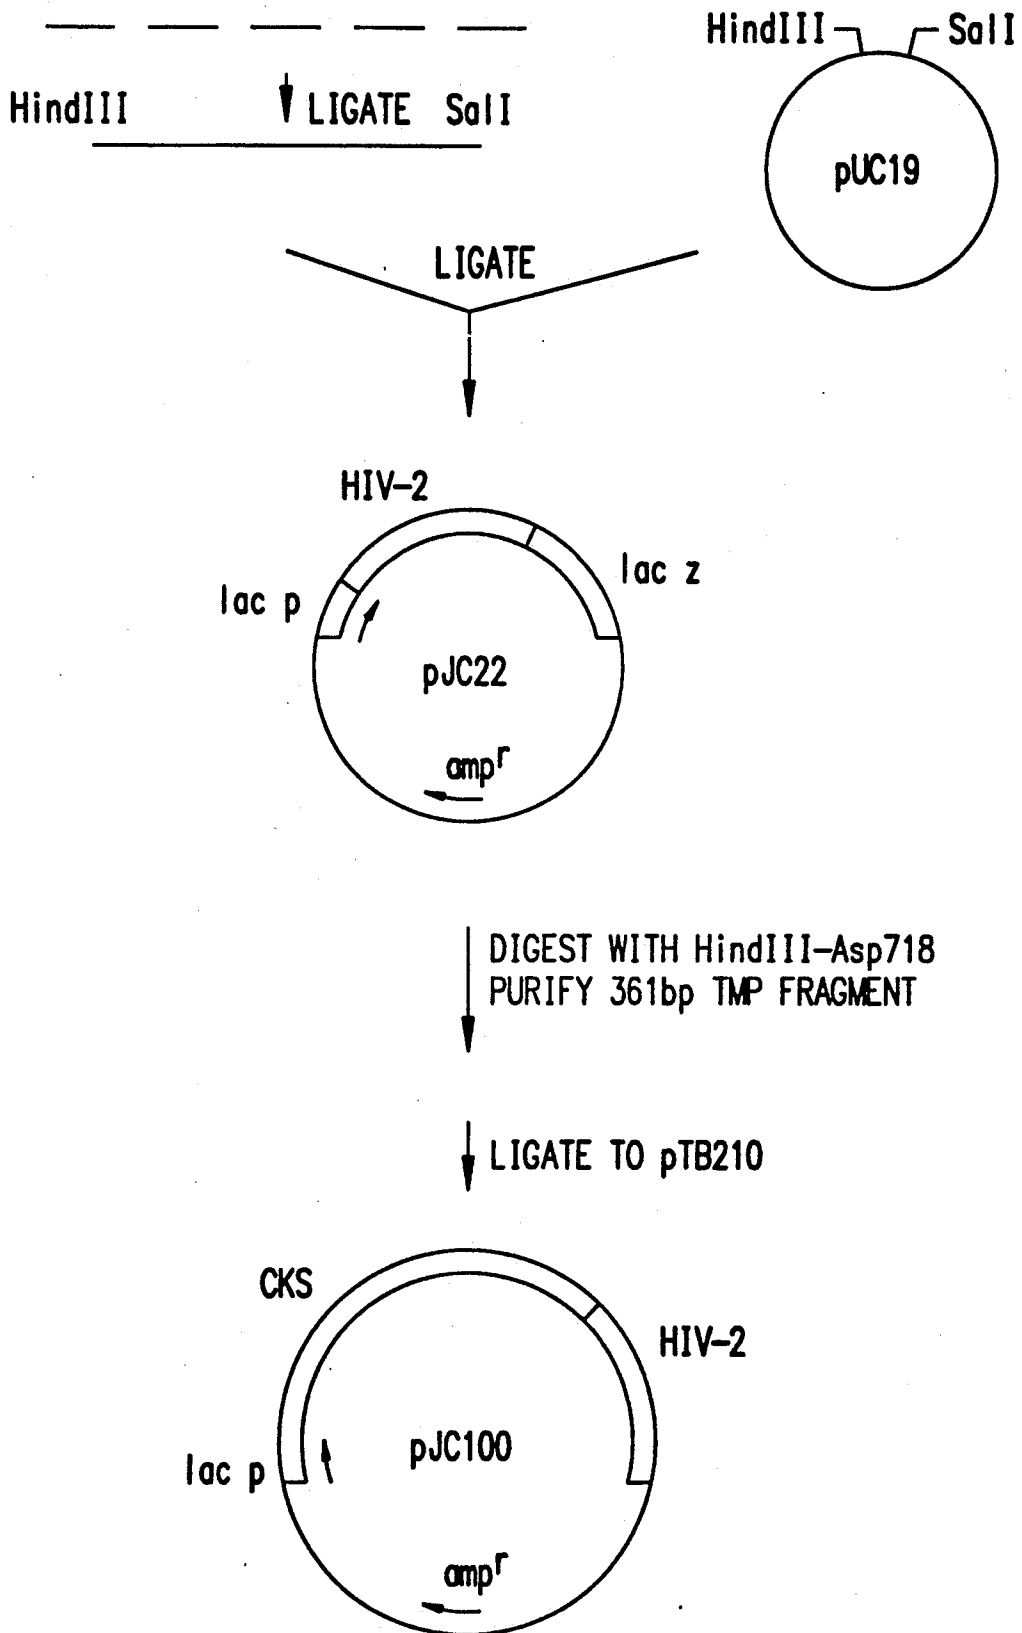 HindIII SalI
HindIII LIGATE SalI
pUC19
LIGATE
HIV-2
lac z
lac p
pJC22
ampr
DIGEST WITH HindIII-Asp718
PURIFY 361bp TMP FRAGMENT
LIGATE TO pTB210
CKS
HIV-2
pJC100
lac p
ampr